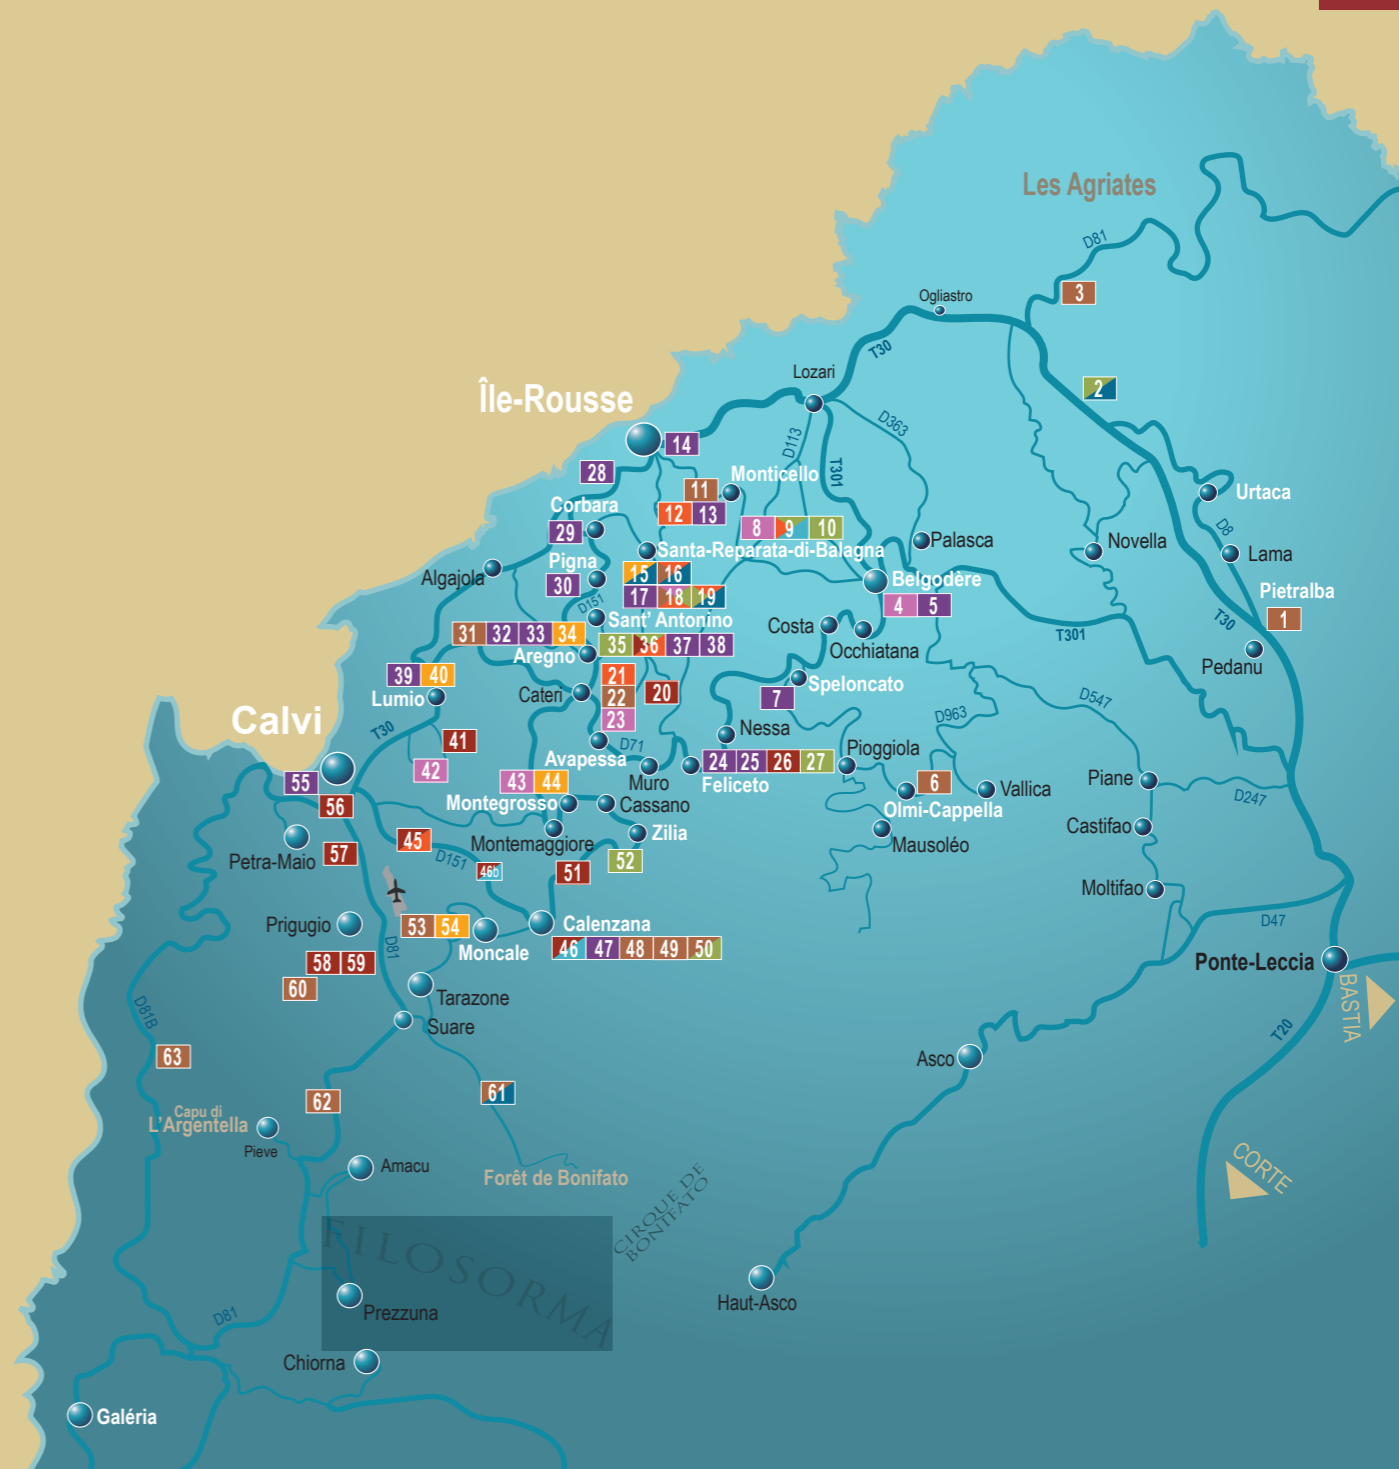 Les Agriates
D81
3
Ogliastro
T30
2
Lozari
Île-Rousse
14
D113
D363
28
Monticello
11
T301
Urtaca
Corbara
12 13
29
8 9 10
D8
Palasca
Novella
Santa-Reparata-di-Balagna
Lama
Pigna
Algajola
15 16
Belgodère
Pietralba
30
17 18 19
4 5
1
D151
Sant' Antonino
Costa
T30
31 32 33 34
35 36 37 38
T301
Occhiatana
Aregno
Pedanu
39 40
21
Speloncato
Lumio
Cateri
22
20
7
D547
Calvi
23
D963
T30
41
Nessa
D71
Pioggiola
Avapessa
42
24 25 26 27
Muro
Feliceto
6
Vallica
Piane
55
43 44
D247
56
Montegrosso
Cassano
Olmi-Cappella
Castifao
45
Montemaggiore
Zilia
Mausoléo
Petra-Maio
57
D151
52
46b
51
Moltifao
Prigugio
53 54
Calenzana
D47
D81
Moncale
46 47 48 49 50
58 59
Ponte-Leccia
60
Tarazone
BASTIA
D81B
Suare
T20
63
Asco
61
62
Capu di
L'Argentella
Pieve
Amacu
Forêt de Bonifato
CORTE
CIRQUE DE
BONIFATO
FILOSORMA
Haut-Asco
Prezzuna
D81
Chiorna
Galéria